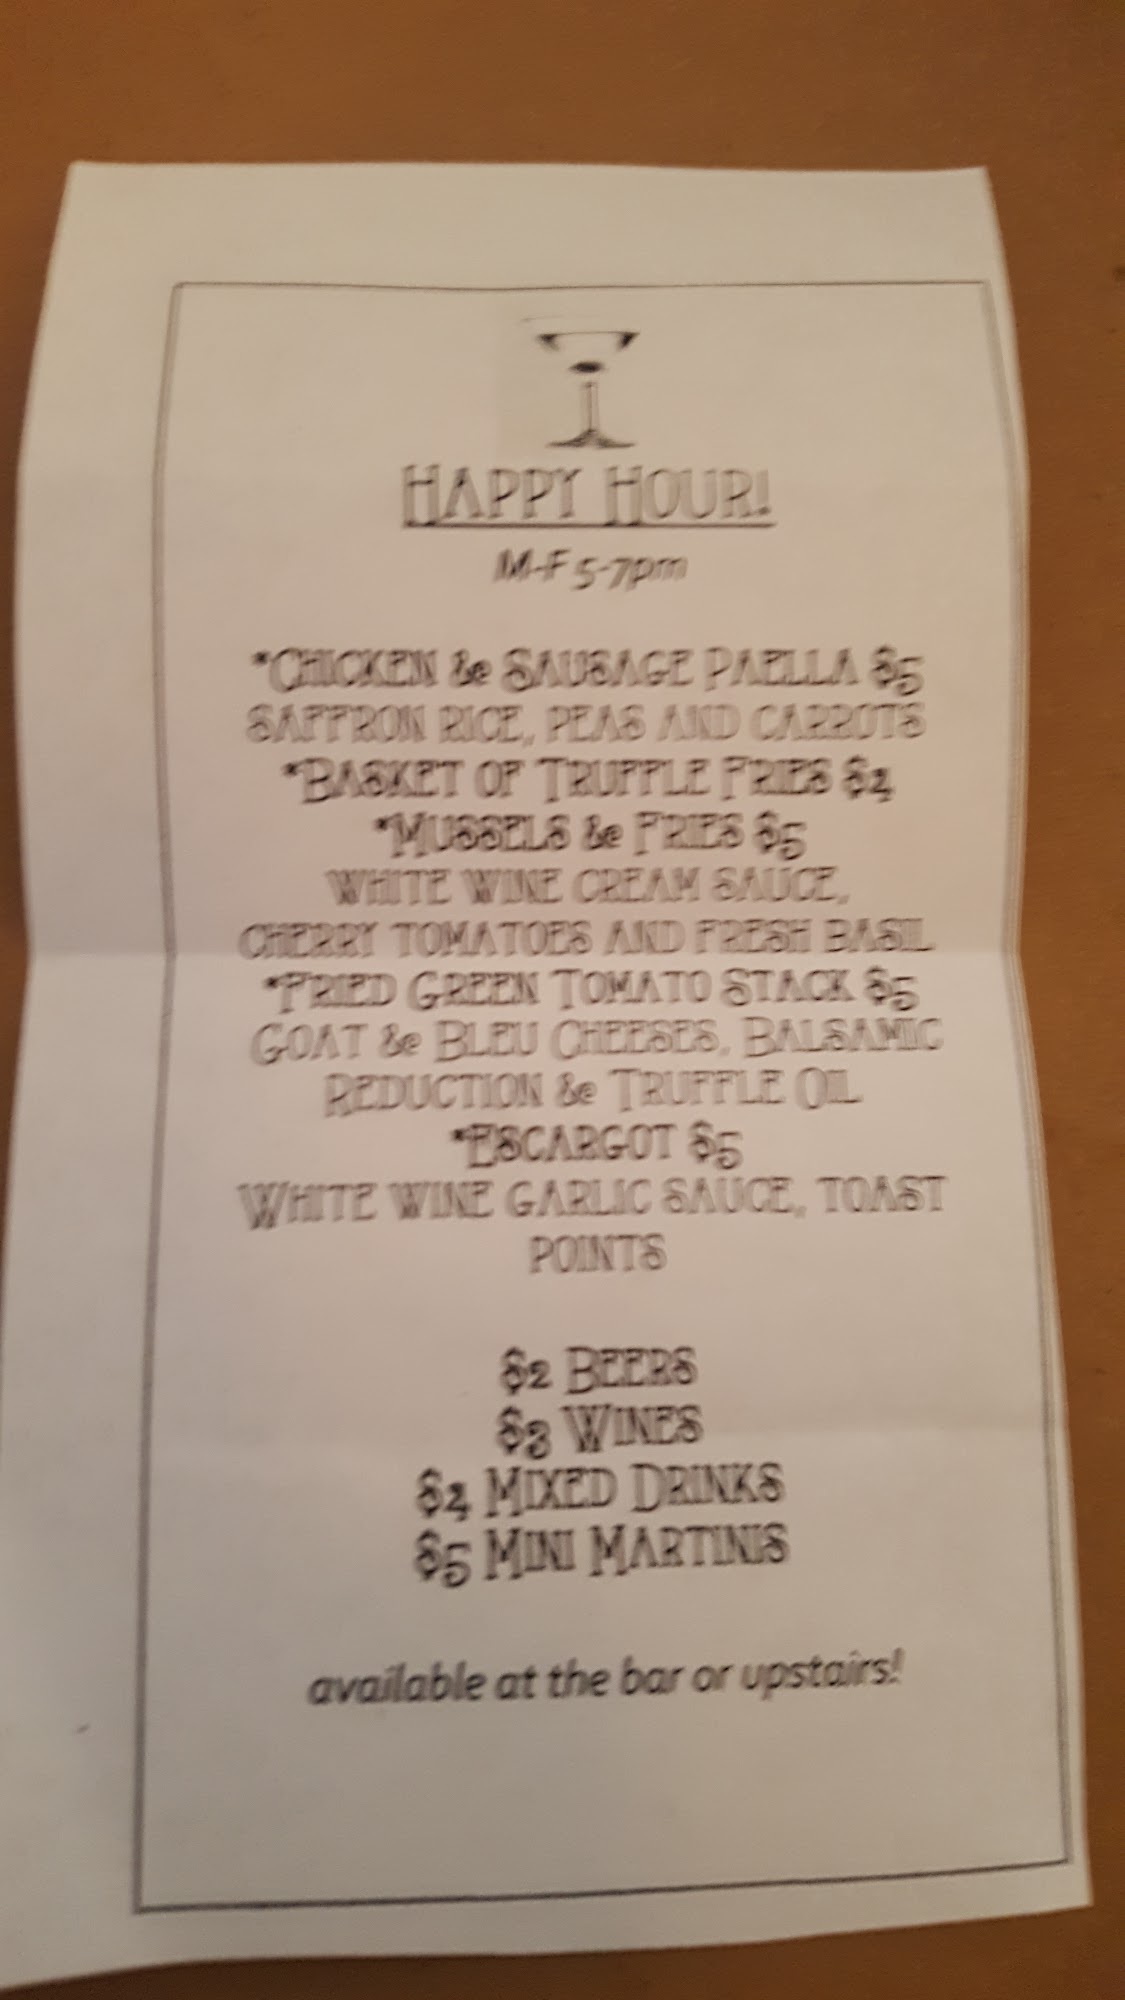 Happy Hour!
M-F 5-7pm
*Chicken & Sausage Paella $5
saffron rice, peas and carrots
*Basket of Truffle Fries $4
*Mussels & Fries $5
white wine cream sauce,
cherry tomatoes and fresh basil
*Fried Green Tomato Stack $5
Goat & Bleu Cheeses, Balsamic
Reduction & Truffle Oil
*Escargot $5
White wine garlic sauce, toast
points
$2 Beers
$3 Wines
$4 Mixed Drinks
$5 Mini Martinis
available at the bar or upstairs!